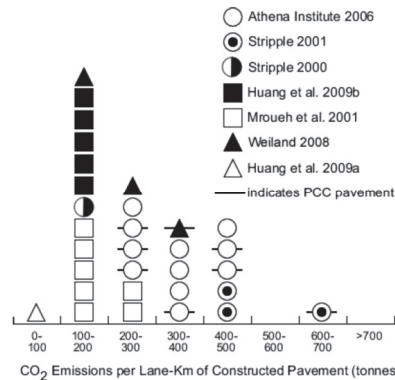 Athena Institute 2006
Stripple 2001
Stripple 2000
Huang et al. 2009b
Mroueh et al. 2001
Weiland 2008
Huang et al. 2009a
indicates PCC pavement
0-100
100-200
200-300
300-400
400-500
500-600
600-700
>700
CO2 Emissions per Lane-Km of Constructed Pavement (tonnes